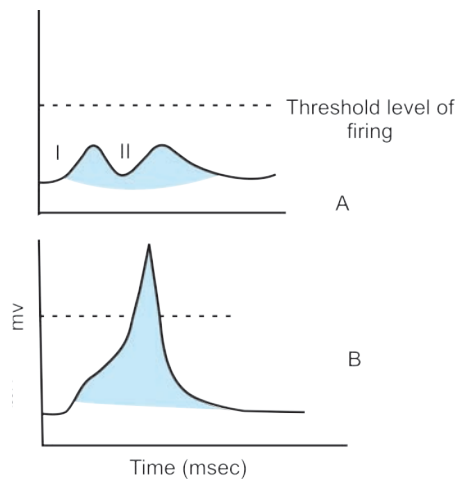 Threshold level of
firing
I
II
A
mv
B
Time (msec)